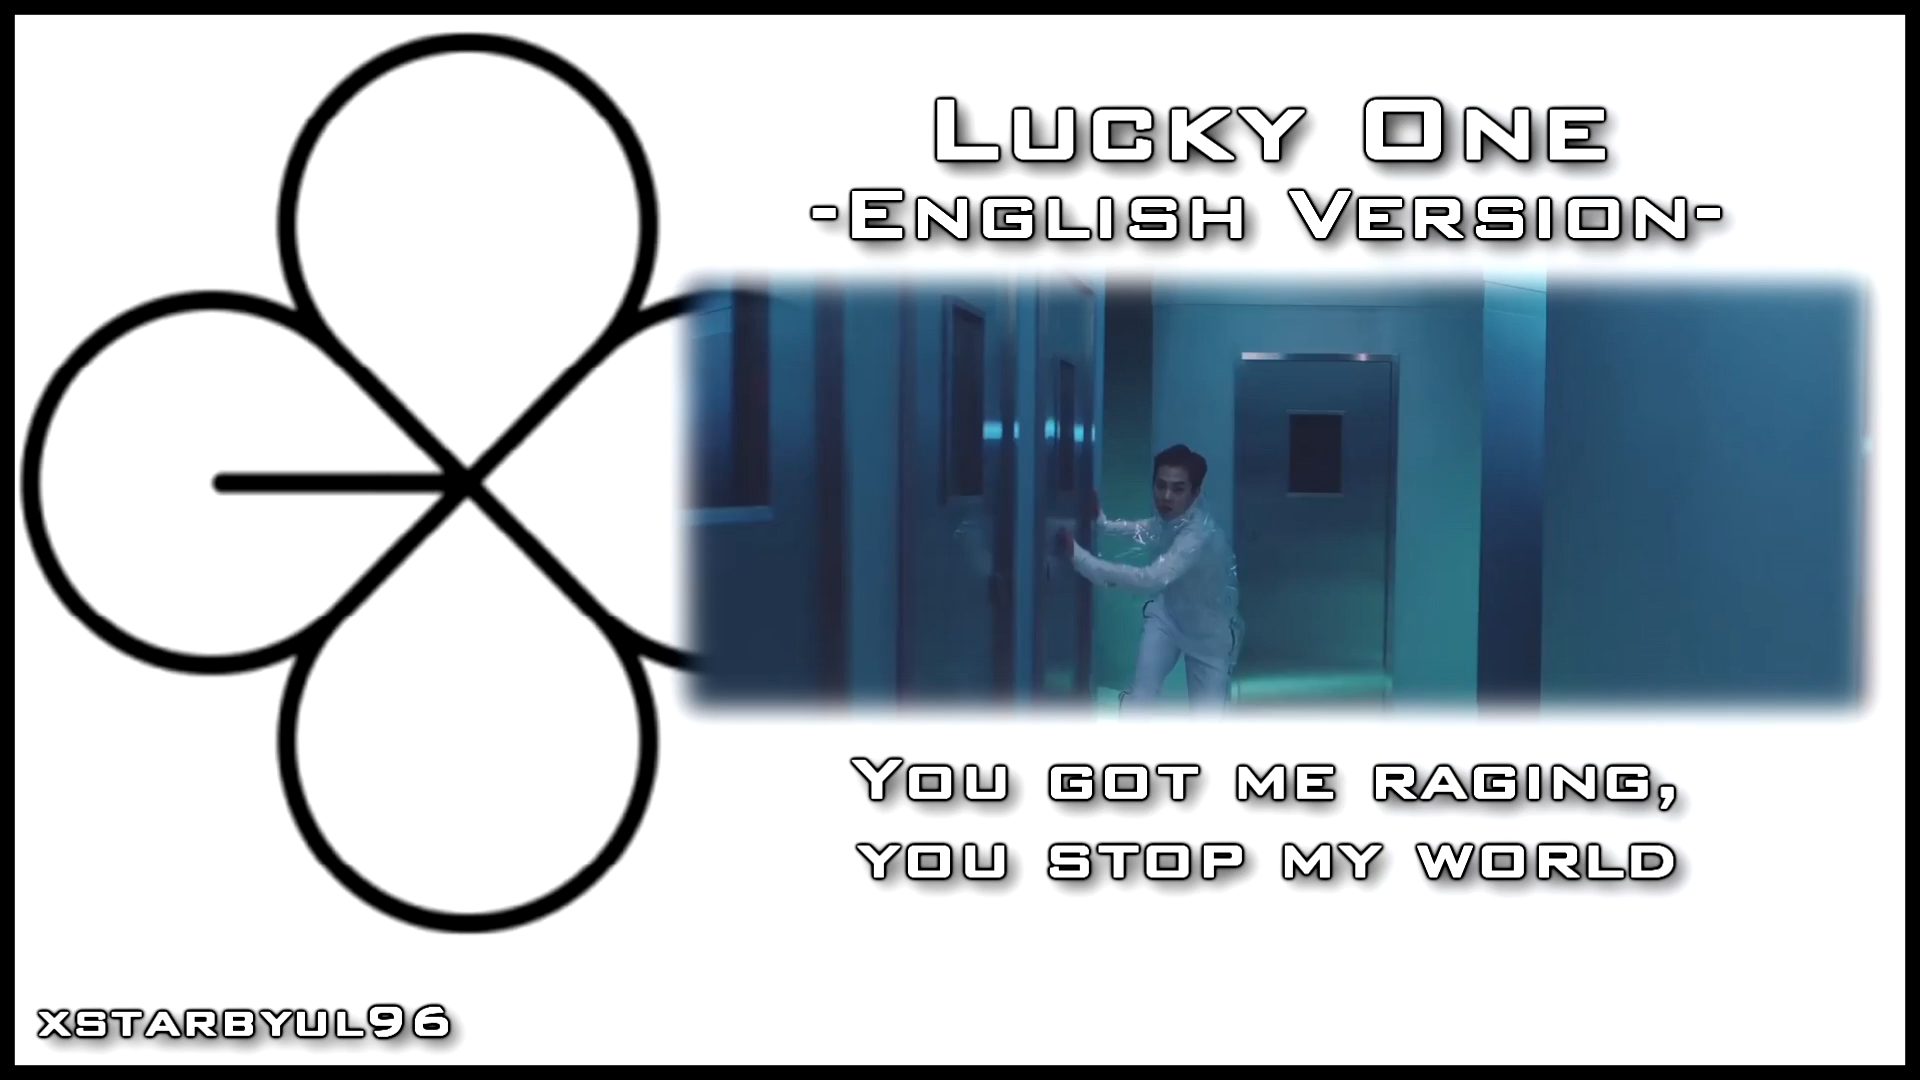 Lucky One
-English Version-
You got me raging,
you stop my world
xstarbyul96